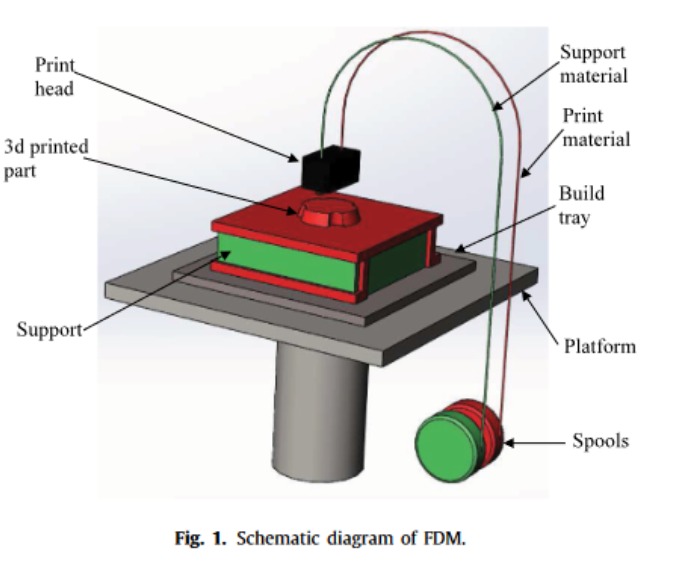 Print
head
3d printed
part
Support
Support
material
Print
material
Build
tray
Platform
Spools
Fig. 1. Schematic diagram of FDM.